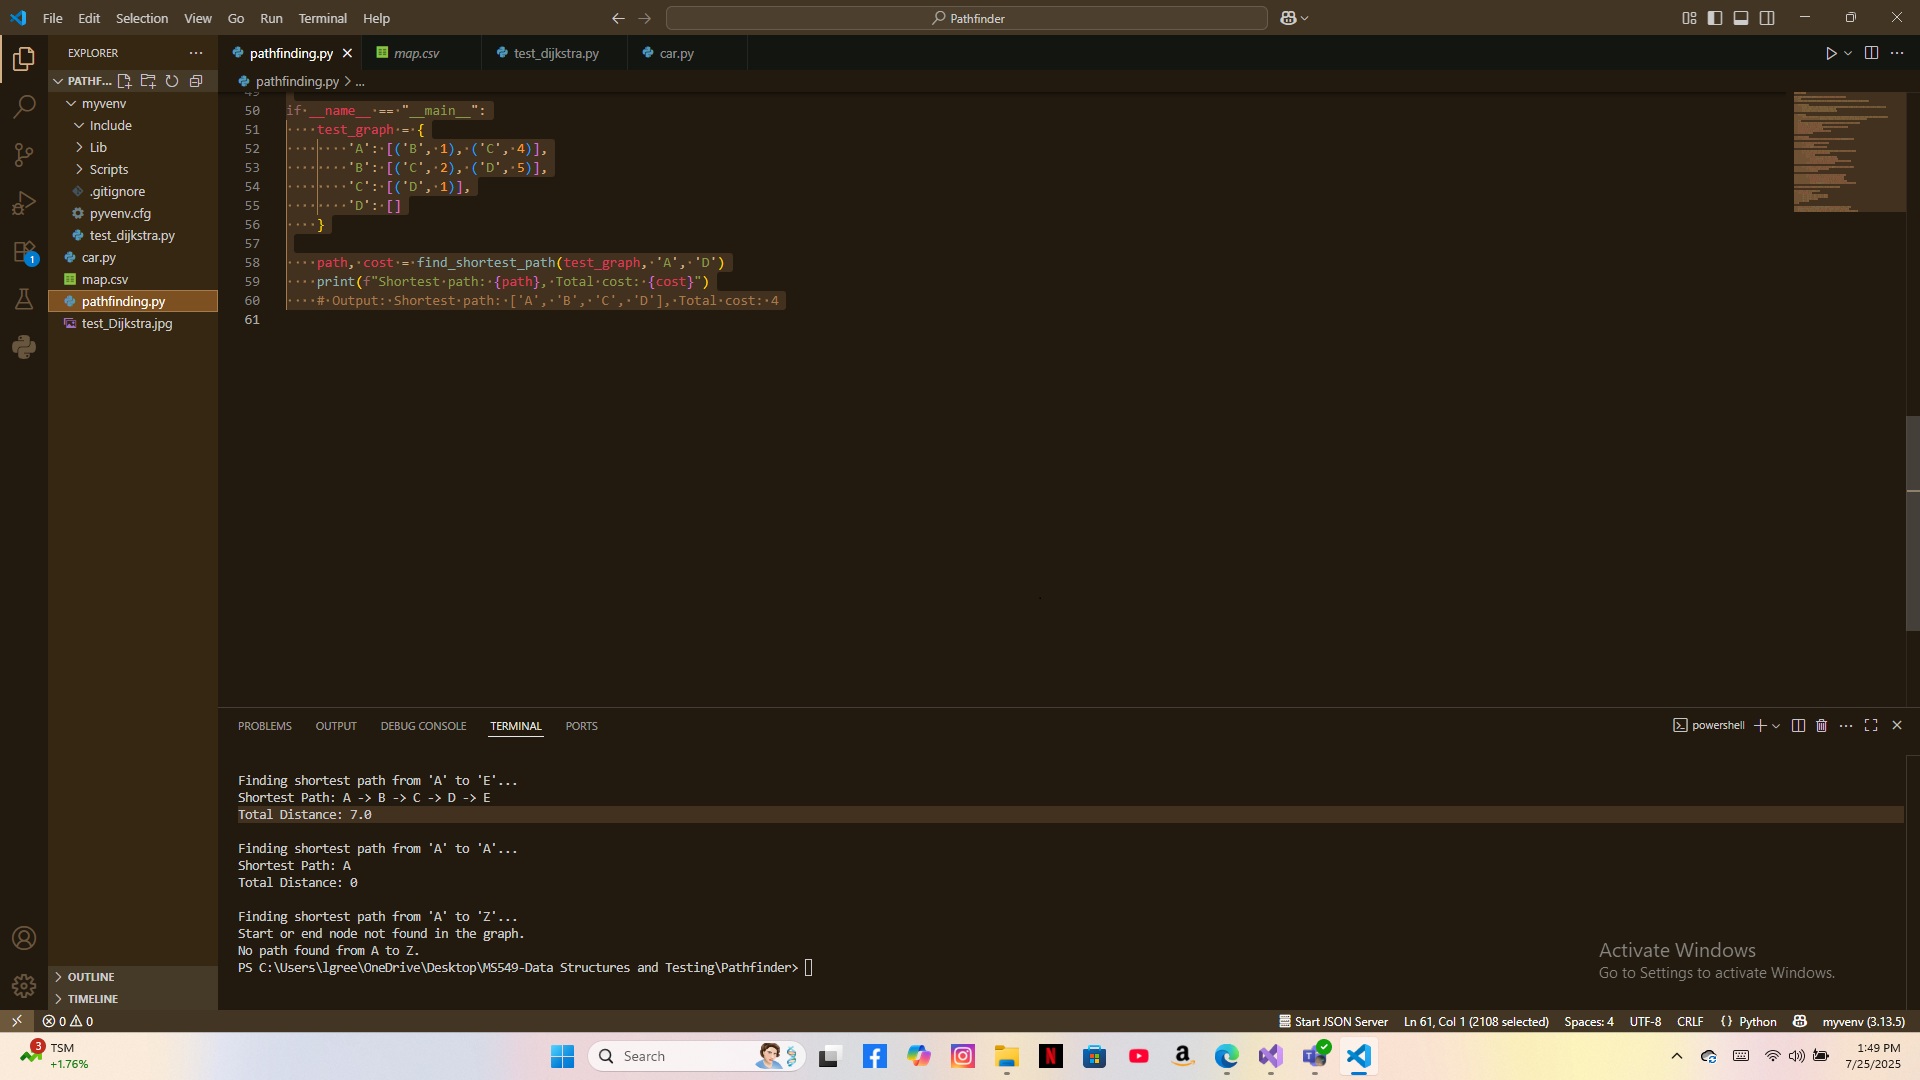 File Edit Selection View Go Run Terminal Help
Pathfinder
EXPLORER
pathfinding.py
map.csv
test_dijkstra.py
car.py
PATHF...
pathfinding.py > ...
myvenv
Include
Lib
Scripts
.gitignore
pyvenv.cfg
test_dijkstra.py
car.py
map.csv
pathfinding.py
test_Dijkstra.jpg
1
49
50 if __name__ == "__main__":
51     test_graph = {
52         'A': [('B', 1), ('C', 4)],
53         'B': [('C', 2), ('D', 5)],
54         'C': [('D', 1)],
55         'D': []
56     }
57
58     path, cost = find_shortest_path(test_graph, 'A', 'D')
59     print(f"Shortest path: {path}, Total cost: {cost}")
60     # Output: Shortest path: ['A', 'B', 'C', 'D'], Total cost: 4
61
PROBLEMS OUTPUT DEBUG CONSOLE TERMINAL PORTS
powershell
Finding shortest path from 'A' to 'E'...
Shortest Path: A -> B -> C -> D -> E
Total Distance: 7.0
Finding shortest path from 'A' to 'A'...
Shortest Path: A
Total Distance: 0
Finding shortest path from 'A' to 'Z'...
Start or end node not found in the graph.
No path found from A to Z.
PS C:\Users\lgree\OneDrive\Desktop\MS549-Data Structures and Testing\Pathfinder>
Activate Windows
Go to Settings to activate Windows.
OUTLINE
TIMELINE
0 0
Start JSON Server Ln 61, Col 1 (2108 selected) Spaces: 4 UTF-8 CRLF {} Python myvenv (3.13.5)
3
TSM
+1.76%
Search
1:49 PM
7/25/2025